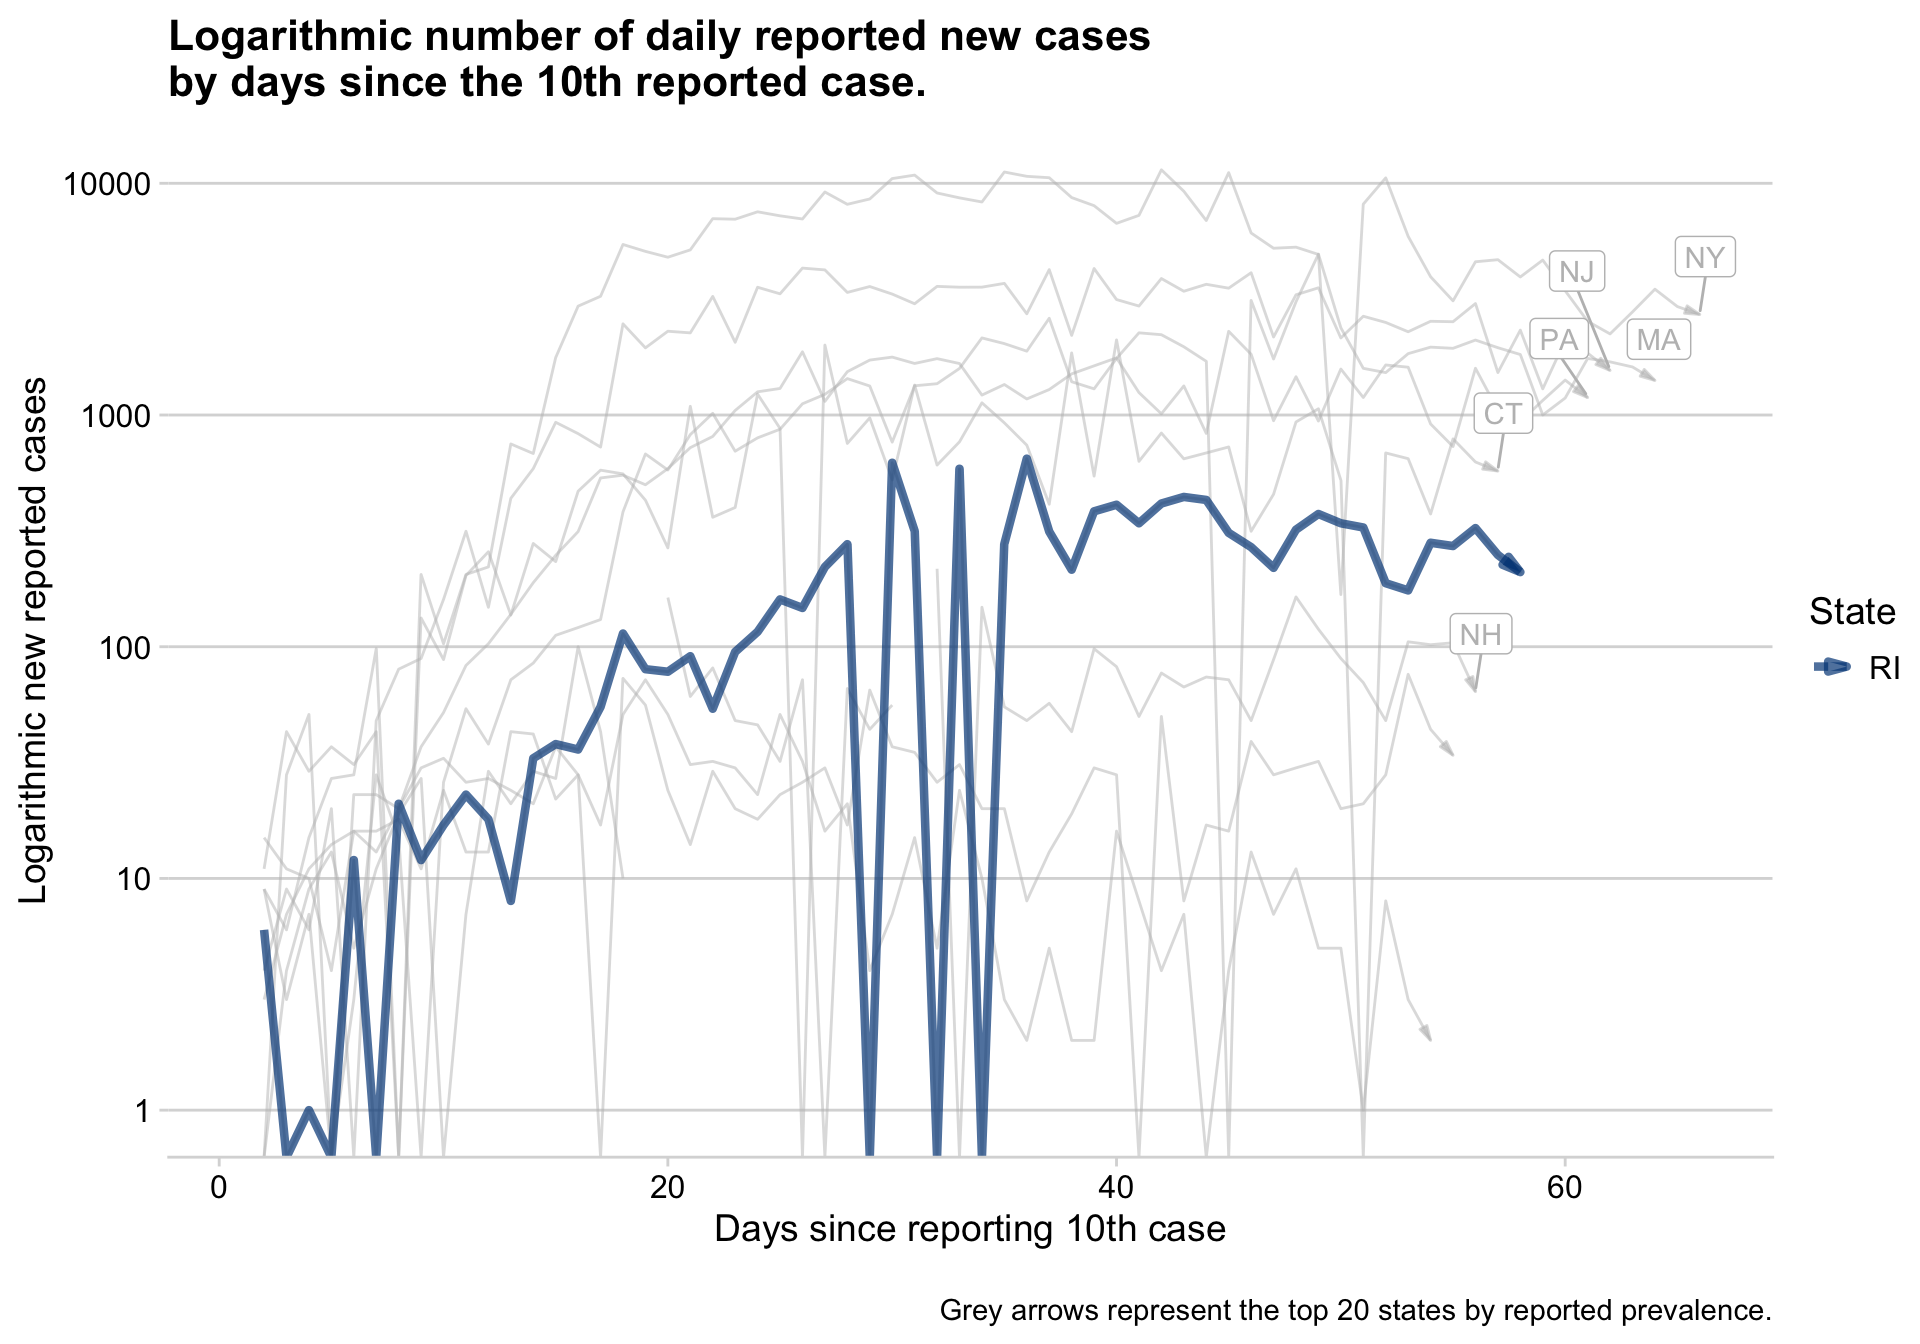 Logarithmic number of daily reported new cases
by days since the 10th reported case.
Logarithmic new reported cases
10000
1000
100
10
1
NY
NJ
PA
MA
CT
NH
State
RI
0
20
40
60
Days since reporting 10th case
Grey arrows represent the top 20 states by reported prevalence.